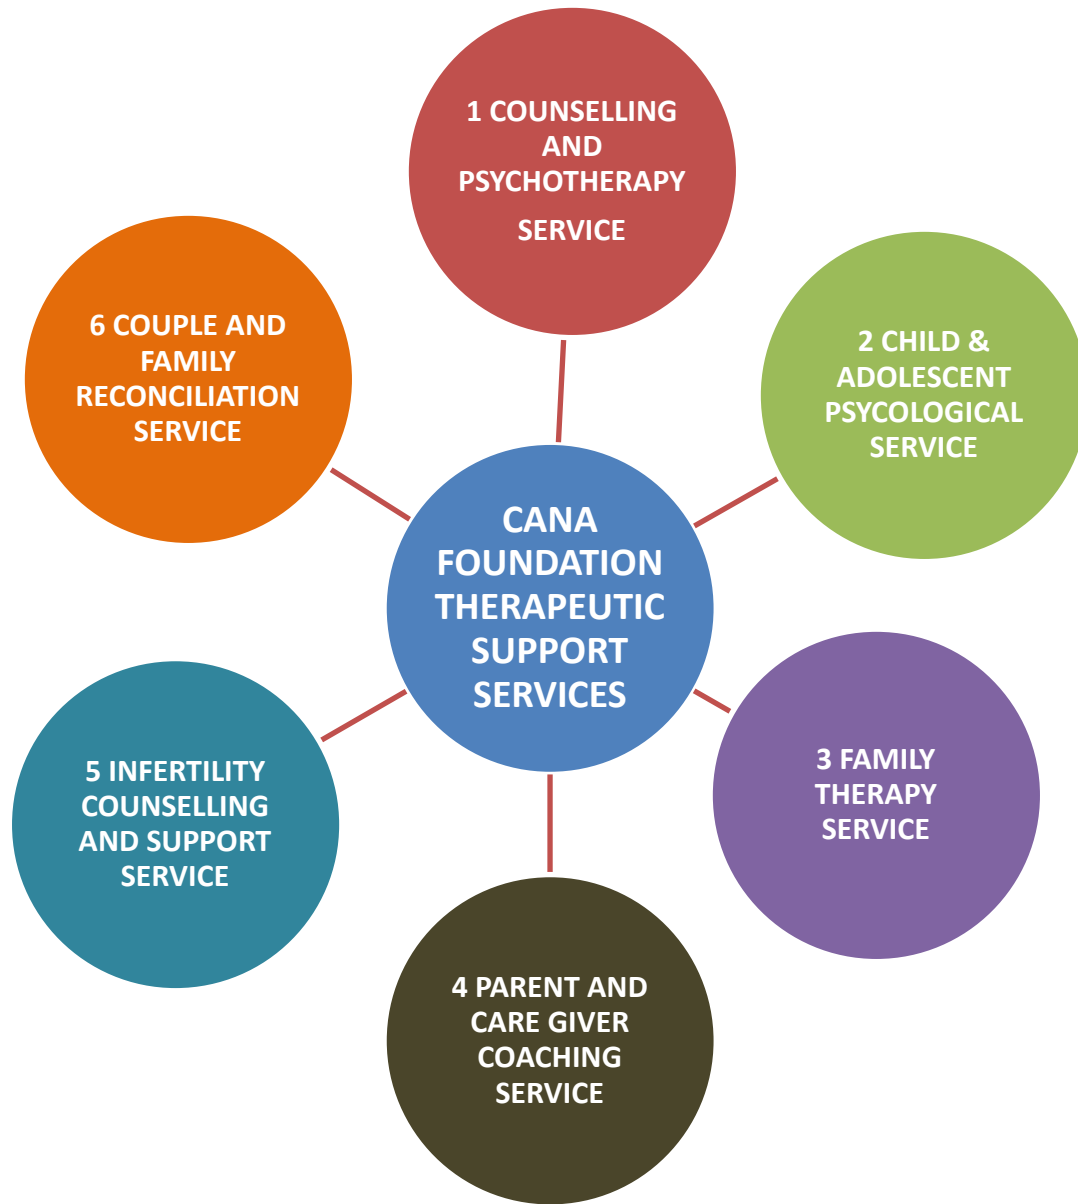 1 COUNSELLING
AND
PSYCHOTHERAPY
SERVICE
6 COUPLE AND
FAMILY
RECONCILIATION
SERVICE
2 CHILD &
ADOLESCENT
PSYCOLOGICAL
SERVICE
CANA
FOUNDATION
THERAPEUTIC
SUPPORT
SERVICES
5 INFERTILITY
COUNSELLING
AND SUPPORT
SERVICE
3 FAMILY
THERAPY
SERVICE
4 PARENT AND
CARE GIVER
COACHING
SERVICE